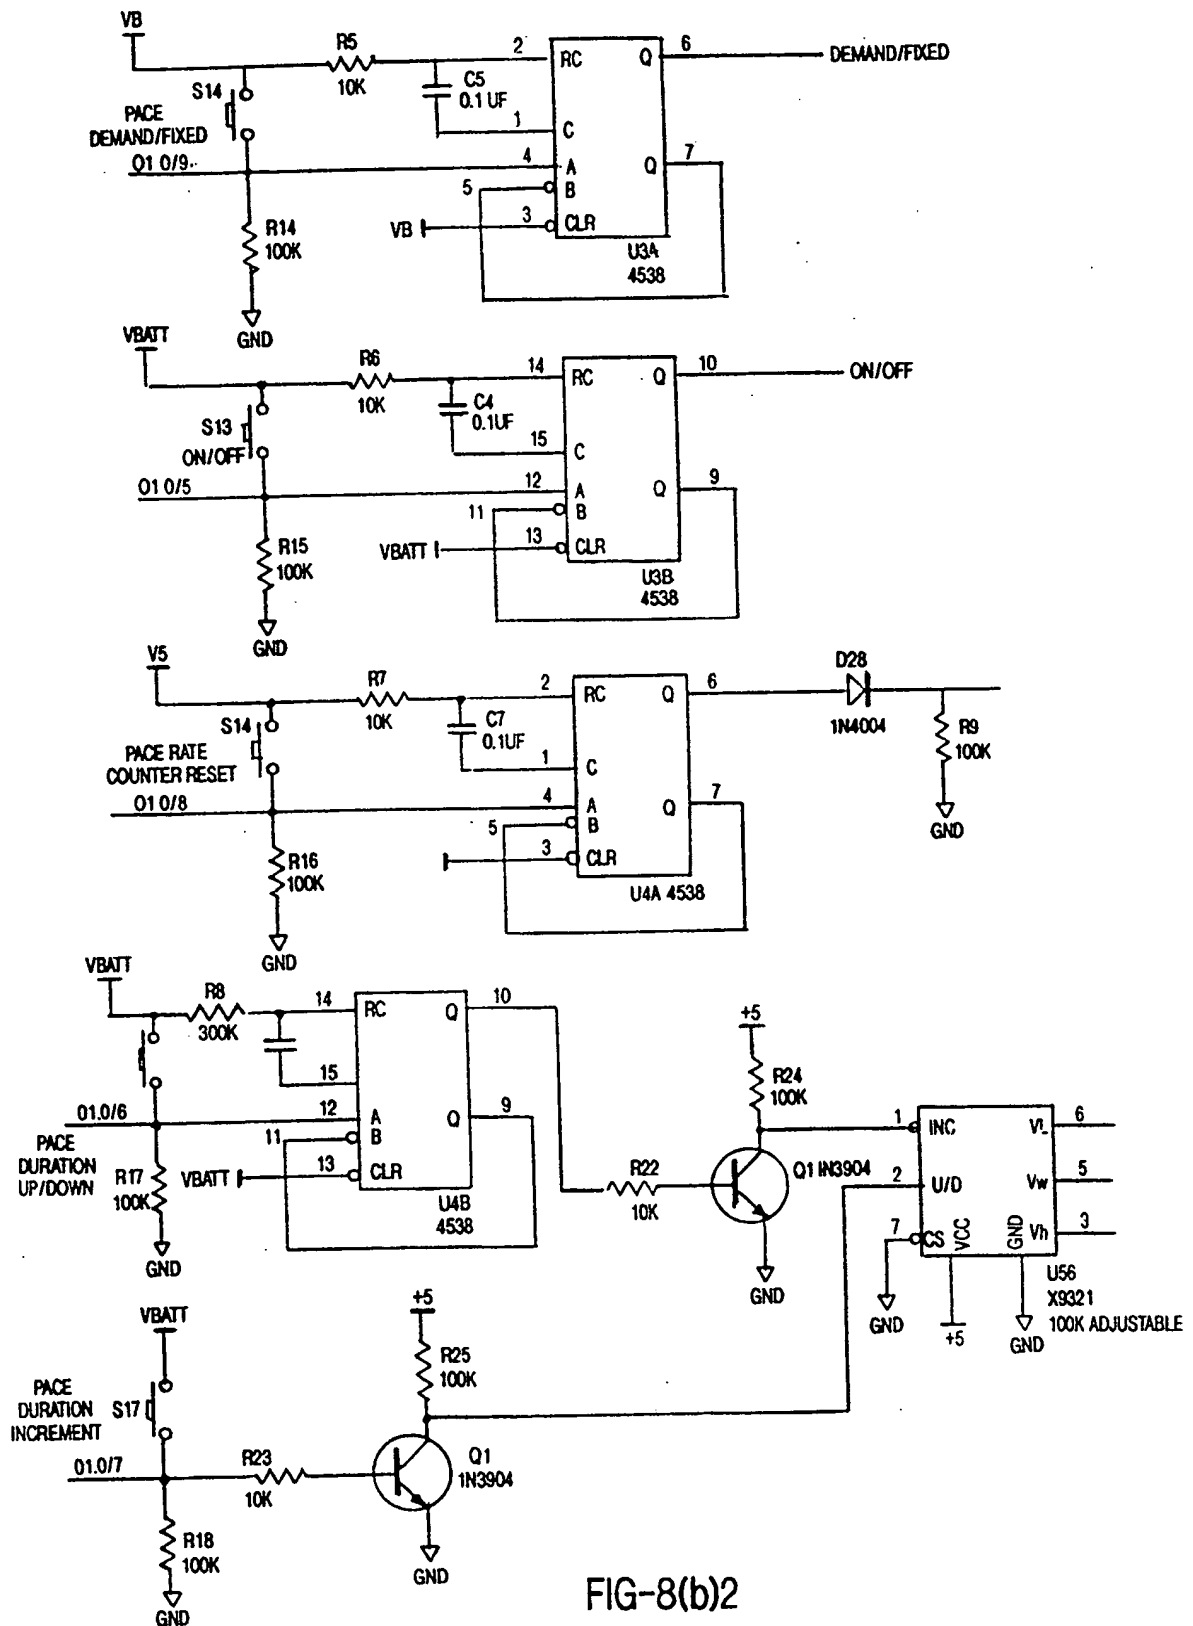 VB
R5
10K
2
RC
Q
6
DEMAND/FIXED
S14
C5
0.1 UF
PACE
DEMAND/FIXED
1
C
01 0/9
4
A
Q
7
5
B
VB
3
CLR
R14
100K
U3A
4538
GND
VBATT
R6
10K
14
RC
Q
10
ON/OFF
S13
ON/OFF
C4
0.1UF
15
C
01 0/5
12
A
Q
9
11
B
VBATT
13
CLR
R15
100K
U3B
4538
GND
V5
R7
10K
2
RC
Q
6
D28
1N4004
R9
100K
GND
S14
C7
0.1UF
PACE RATE
COUNTER RESET
1
C
01 0/8
4
A
Q
7
5
B
3
CLR
R16
100K
U4A 4538
GND
VBATT
R8
300K
14
RC
Q
10
15
01.0/6
12
A
Q
9
11
B
PACE
DURATION
UP/DOWN
R17
100K
VBATT
13
CLR
U4B
4538
GND
+5
R24
100K
R22
10K
Q1 IN3904
GND
1
INC
VL
6
2
U/D
Vw
5
7
CS
VCC
GND
Vh
3
GND
+5
GND
U56
X9321
100K ADJUSTABLE
VBATT
+5
R25
100K
PACE
DURATION
INCREMENT
S17
01.0/7
R23
10K
Q1
1N3904
R18
100K
GND
GND
FIG-8(b)2